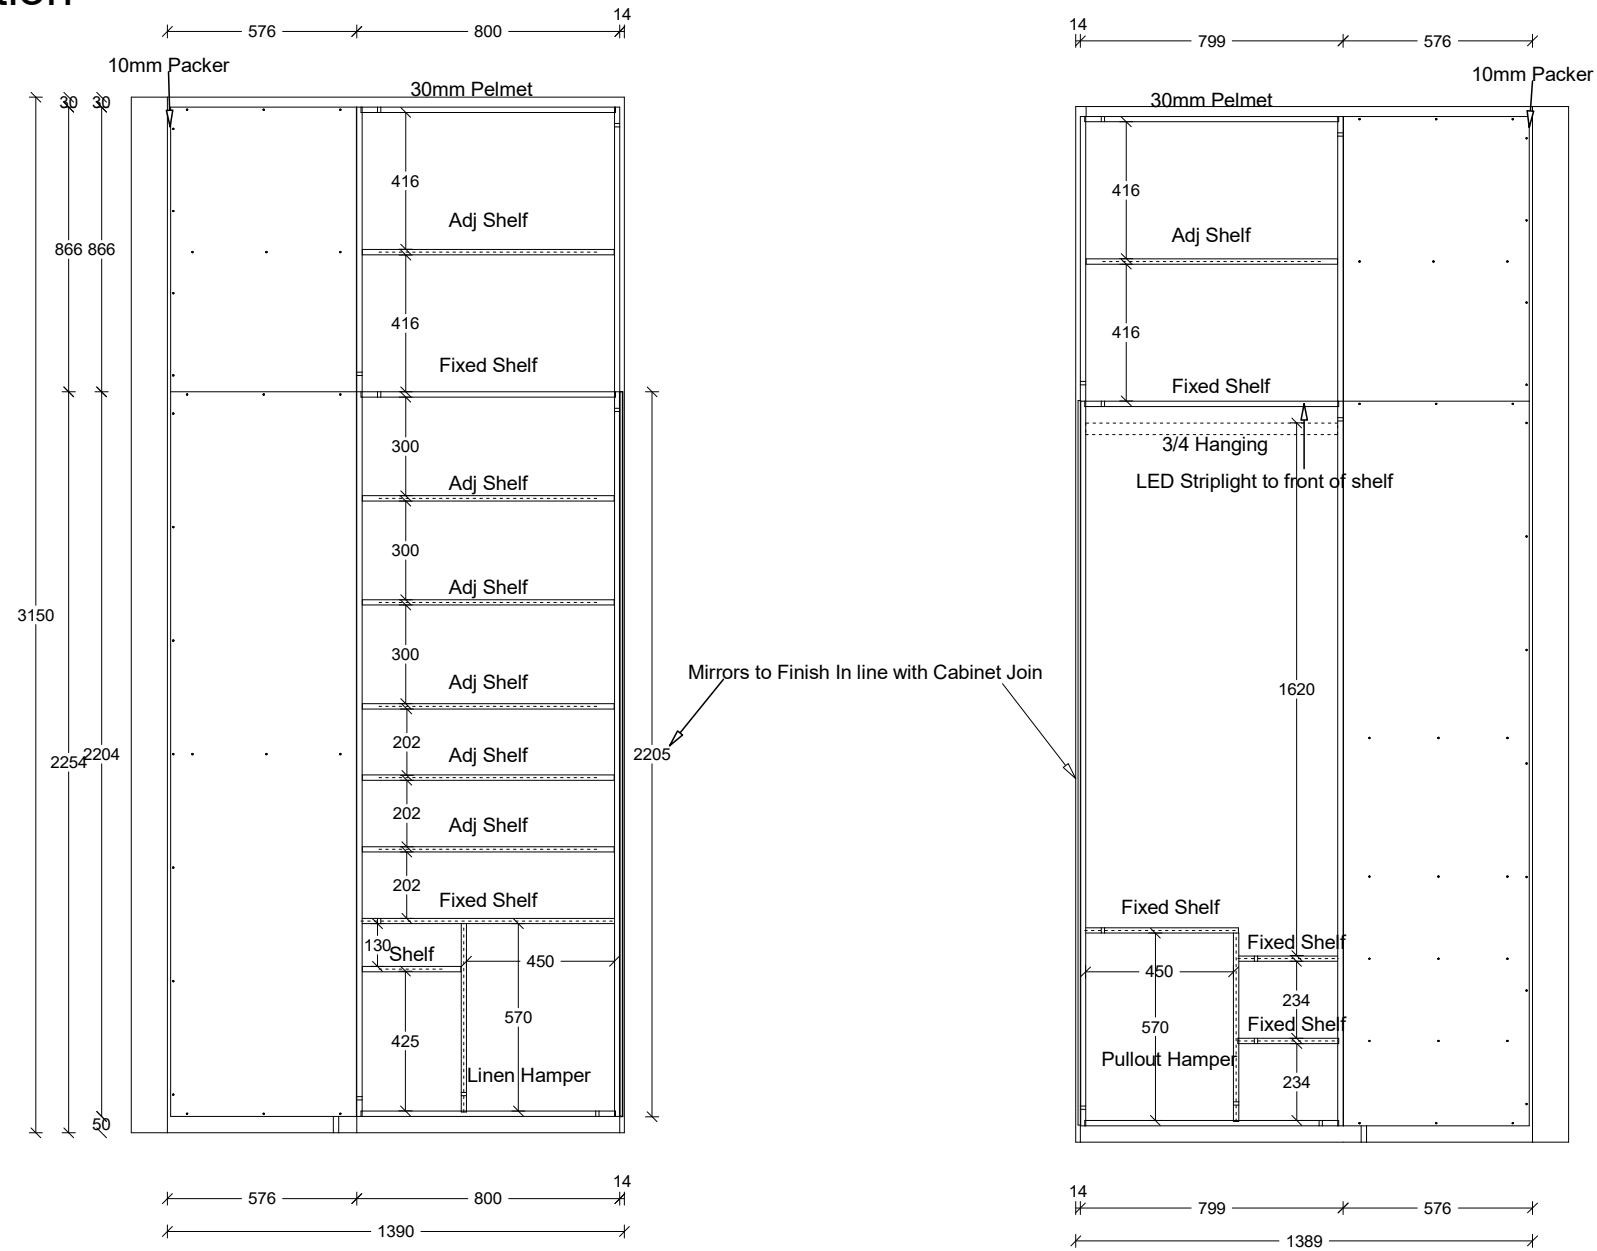 576
800
14
10mm Packer
30mm Pelmet
30
30
416
Adj Shelf
866
866
416
Fixed Shelf
300
Adj Shelf
300
Adj Shelf
3150
300
Adj Shelf
2254
2204
202
Adj Shelf
2205
202
Adj Shelf
202
Fixed Shelf
130
Shelf
450
570
425
Linen Hamper
50
576
800
14
1390
Mirrors to Finish In line with Cabinet Join
14
799
576
10mm Packer
30mm Pelmet
416
Adj Shelf
416
Fixed Shelf
3/4 Hanging
LED Striplight to front of shelf
1620
Fixed Shelf
Fixed Shelf
450
234
570
Fixed Shelf
Pullout Hamper
234
14
799
576
1389